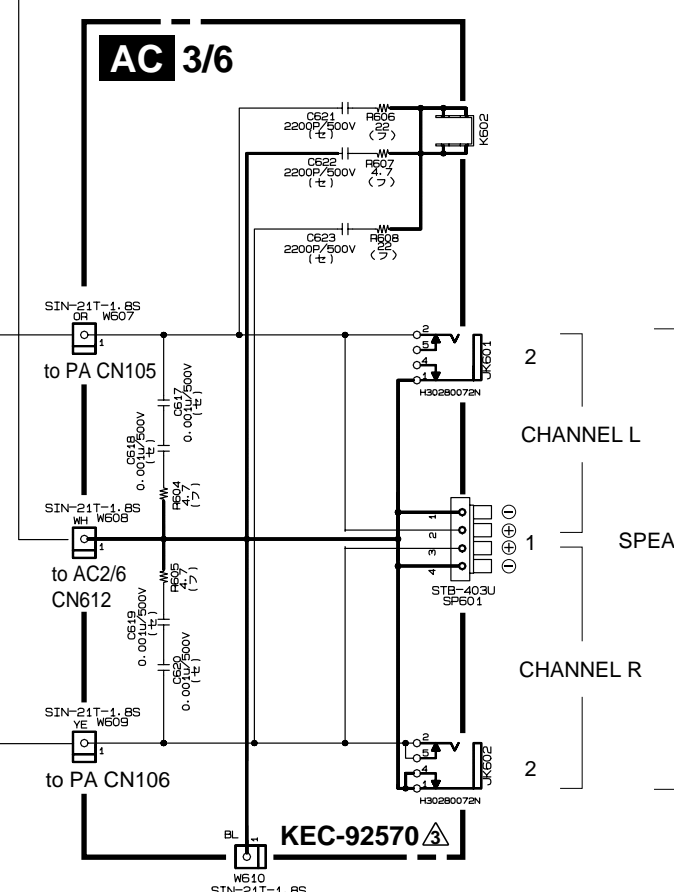 AC 3/6
C621
2200P/500V
(セ)
R606
22
(フ)
K602
C622
2200P/500V
(セ)
R607
4.7
(フ)
C623
2200P/500V
(セ)
R608
22
(フ)
SIN-21T-1.8S
OR W607
1
to PA CN105
C617
0.001u/500V
(セ)
C618
0.001u/500V
(セ)
R604
4.7
(フ)
2
5
4
1
JK601
H30280072N
2
CHANNEL L
SIN-21T-1.8S
WH W608
1
to AC2/6
CN612
1
2
3
4
⊖
⊕
⊕
⊖
1
SPEA
STB-403U
SP601
R605
4.7
(フ)
C619
0.001u/500V
(セ)
C620
0.001u/500V
(セ)
CHANNEL R
SIN-21T-1.8S
YE W609
1
to PA CN106
2
5
4
1
JK602
H30280072N
2
BL 1
KEC-92570 3
W610
SIN-21T-1.8S